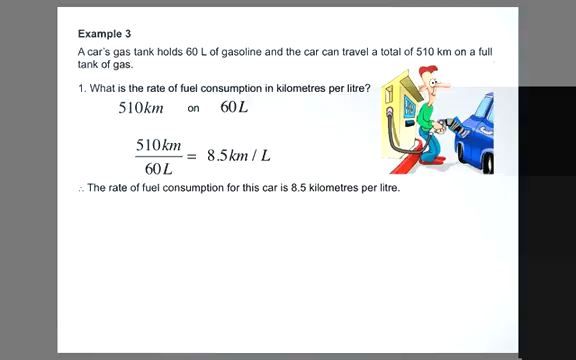 Example 3
A car's gas tank holds 60 L of gasoline and the car can travel a total of 510 km on a full
tank of gas.
1. What is the rate of fuel consumption in kilometres per litre?
510km on 60L
510km
60L
= 8.5km / L
∴ The rate of fuel consumption for this car is 8.5 kilometres per litre.